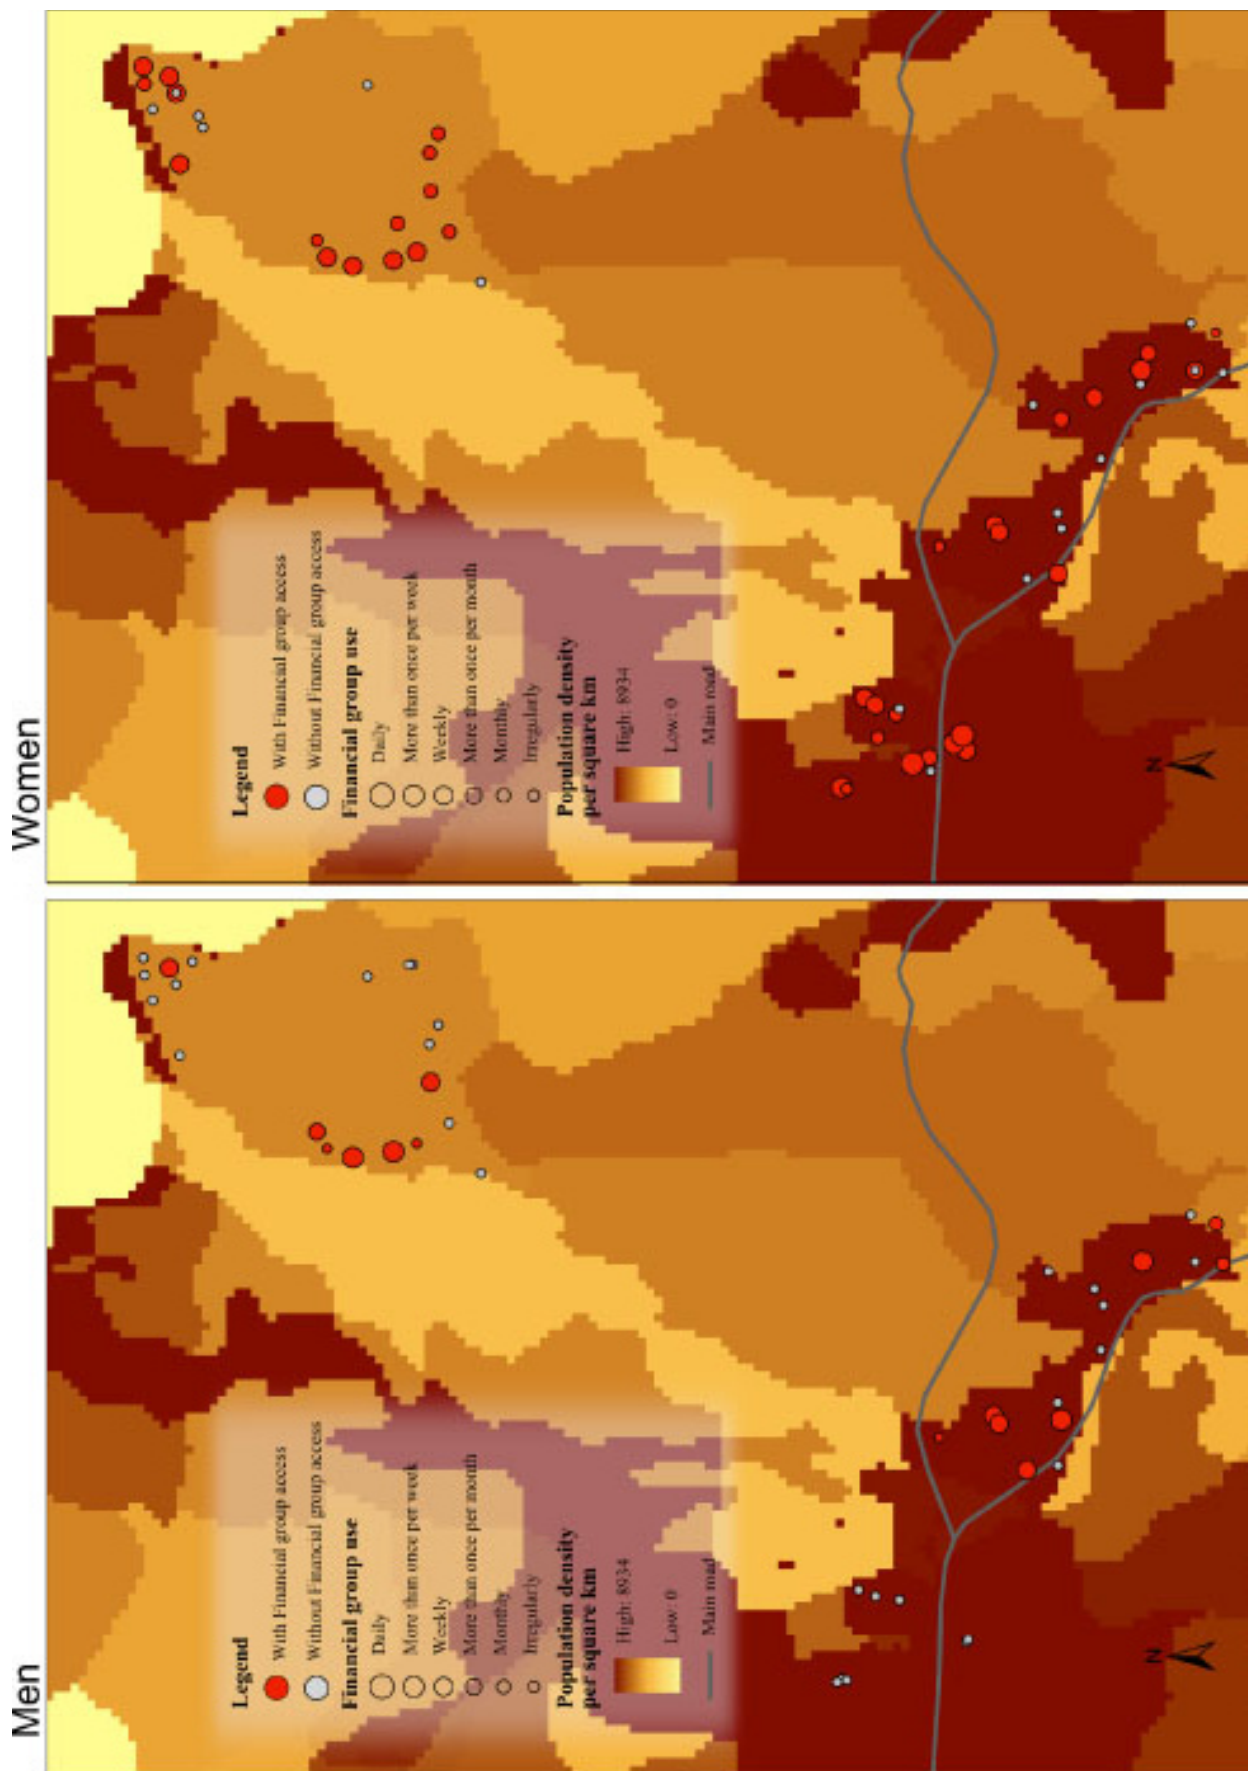 Men
Legend
With Financial group access
Without Financial group access
Financial group use
Daily
More than once per week
Weekly
More than once per month
Monthly
Irregularly
Population density
per square km
High: 8934
Low: 0
Main road
N
Women
Legend
With Financial group access
Without Financial group access
Financial group use
Daily
More than once per week
Weekly
More than once per month
Monthly
Irregularly
Population density
per square km
High: 8934
Low: 0
Main road
N